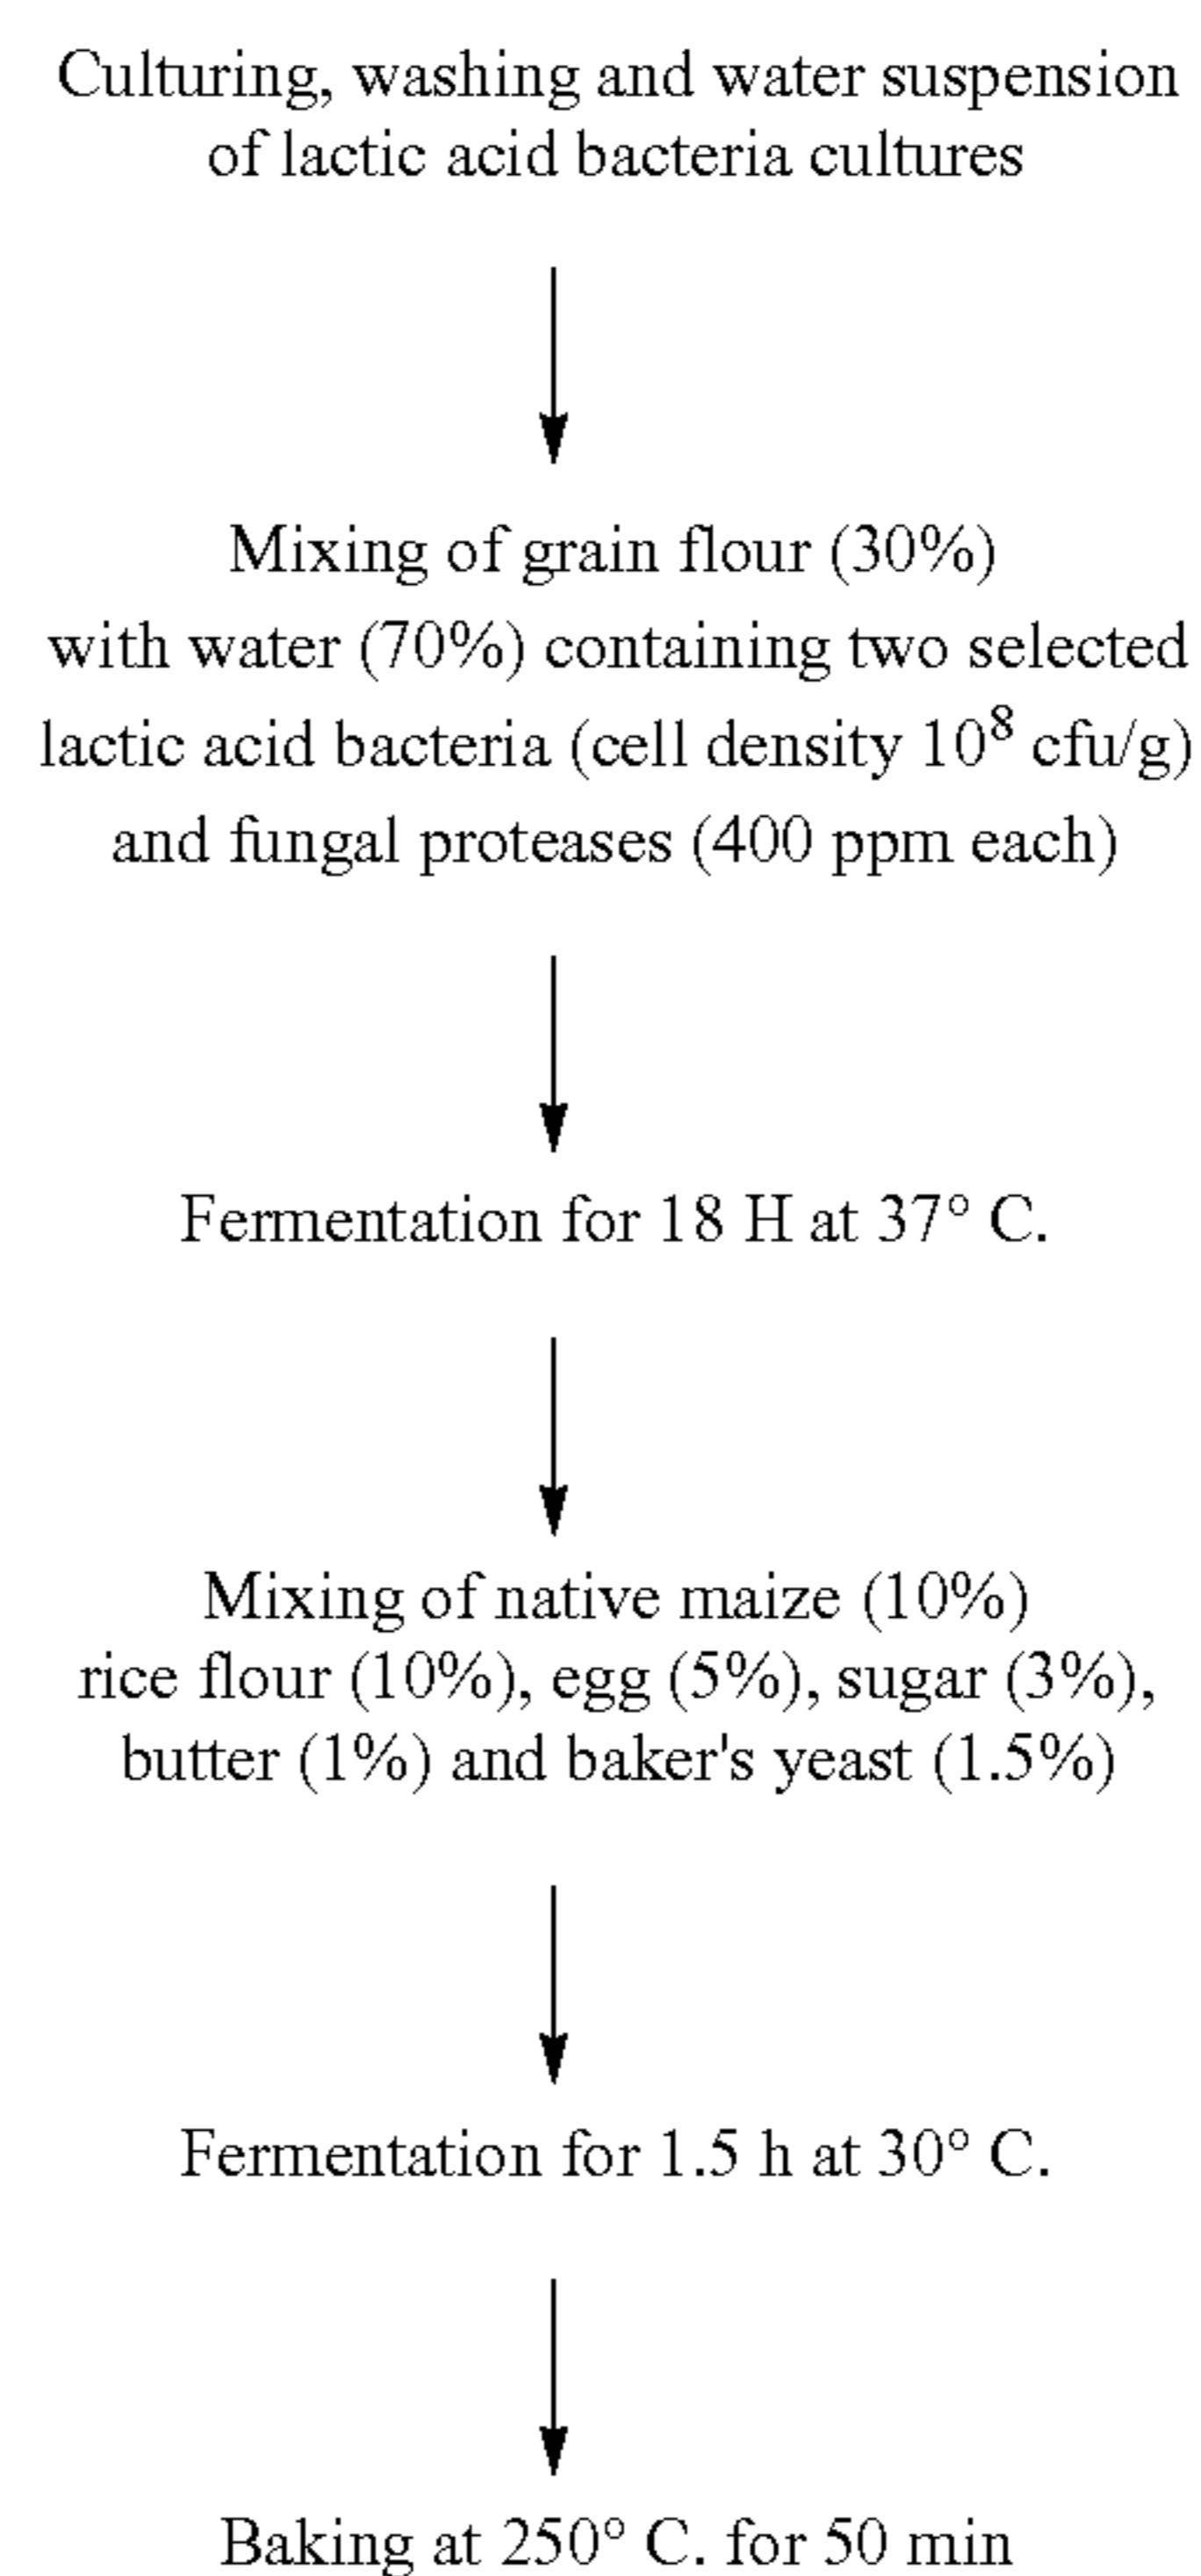 Culturing, washing and water suspension
of lactic acid bacteria cultures
Mixing of grain flour (30%)
with water (70%) containing two selected
lactic acid bacteria (cell density 10⁸ cfu/g)
and fungal proteases (400 ppm each)
Fermentation for 18 H at 37° C.
Mixing of native maize (10%)
rice flour (10%), egg (5%), sugar (3%),
butter (1%) and baker's yeast (1.5%)
Fermentation for 1.5 h at 30° C.
Baking at 250° C. for 50 min